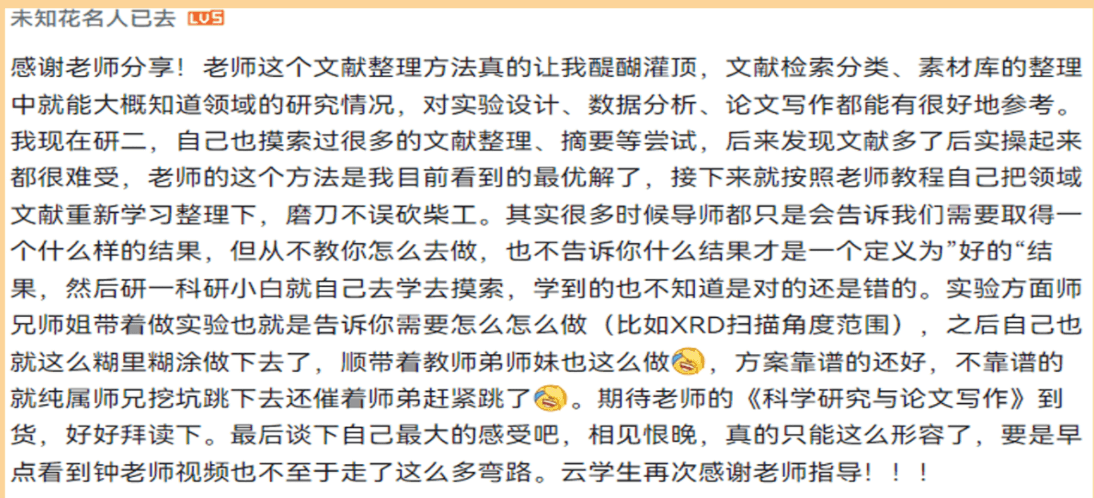 未知花名人已去 LV5
感谢老师分享！老师这个文献整理方法真的让我醍醐灌顶，文献检索分类、素材库的整理
中就能大概知道领域的研究情况，对实验设计、数据分析、论文写作都能有很好地参考。
我现在研二，自己也摸索过很多的文献整理、摘要等尝试，后来发现文献多了后实操起来
都很难受，老师的这个方法是我目前看到的最优解了，接下来就按照老师教程自己把领域
文献重新学习整理下，磨刀不误砍柴工。其实很多时候导师都只是会告诉我们需要取得一
个什么样的结果，但从不教你怎么去做，也不告诉你什么结果才是一个定义为”好的“结
果，然后研一科研小白就自己去学去摸索，学到的也不知道是对的还是错的。实验方面师
兄师姐带着做实验也就是告诉你需要怎么怎么做（比如XRD扫描角度范围），之后自己也
就这么糊里糊涂做下去了，顺带着教师弟师妹也这么做🤣，方案靠谱的还好，不靠谱的
就纯属师兄挖坑跳下去还催着师弟赶紧跳了🤣。期待老师的《科学研究与论文写作》到
货，好好拜读下。最后谈下自己最大的感受吧，相见恨晚，真的只能这么形容了，要是早
点看到钟老师视频也不至于走了这么多弯路。云学生再次感谢老师指导！！！